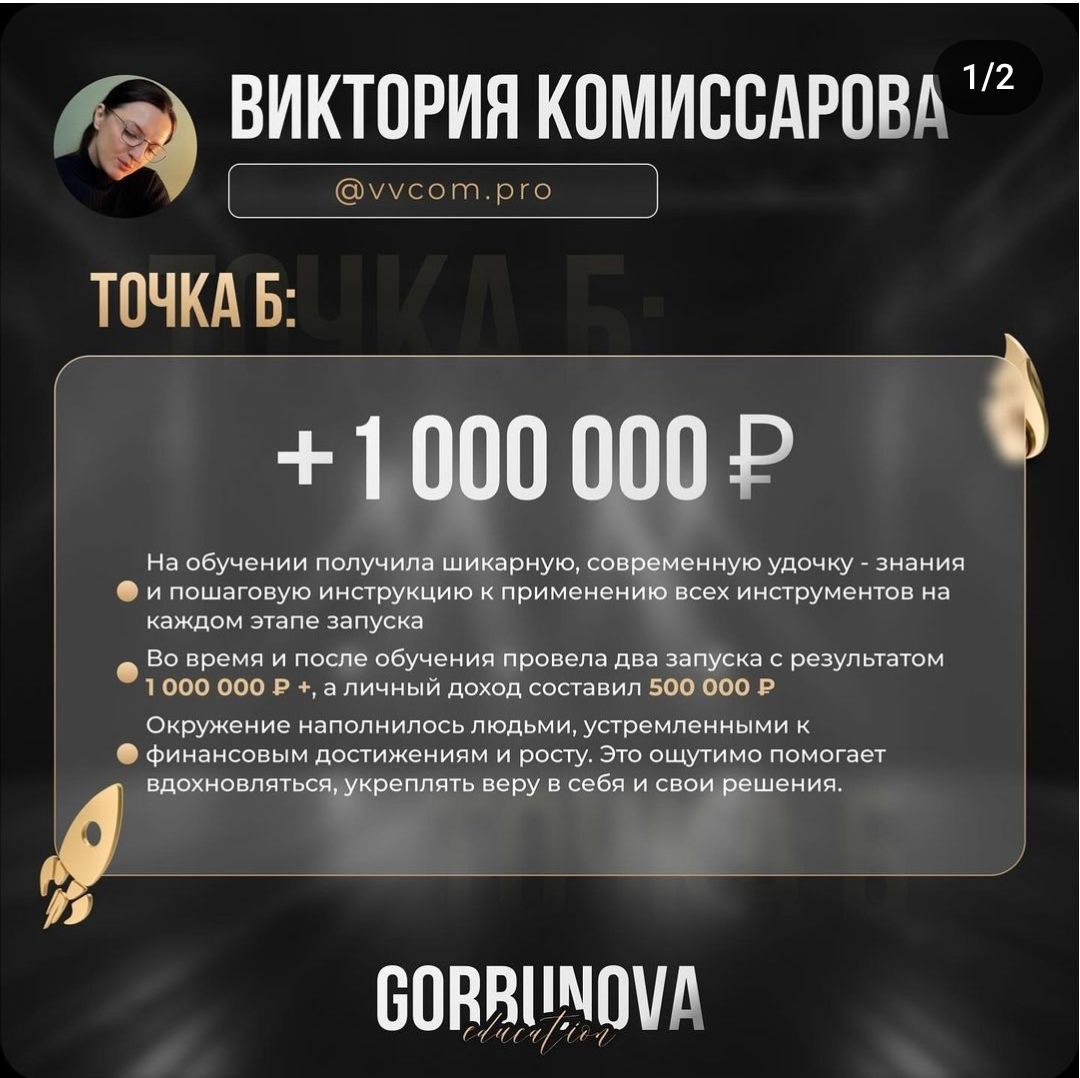 ВИКТОРИЯ КОМИССАРОВА
1/2
@vvcom.pro
ТОЧКА Б:
ТОЧКА Б:
+ 1 000 000 ₽
На обучении получила шикарную, современную удочку - знания
и пошаговую инструкцию к применению всех инструментов на
каждом этапе запуска
Во время и после обучения провела два запуска с результатом
1 000 000 ₽ +, а личный доход составил 500 000 ₽
Окружение наполнилось людьми, устремленными к
финансовым достижениям и росту. Это ощутимо помогает
вдохновляться, укреплять веру в себя и свои решения.
GORBUNOVA
education